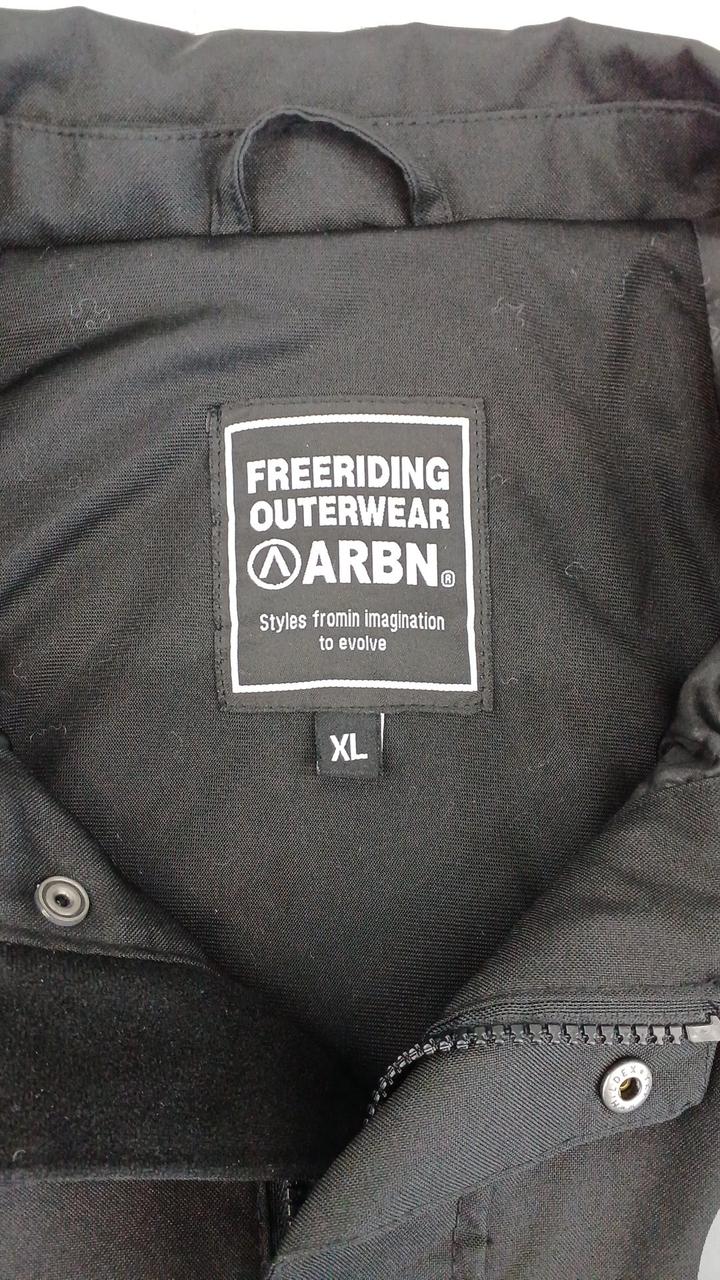 FREERIDING
OUTERWEAR
ARBN®
Styles fromin imagination
to evolve
XL